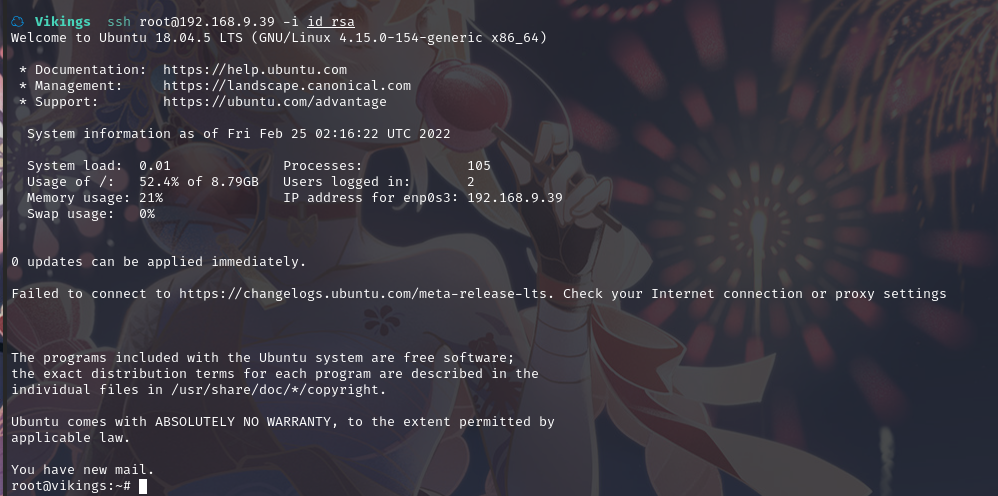 Vikings ssh root@192.168.9.39 -i id_rsa
Welcome to Ubuntu 18.04.5 LTS (GNU/Linux 4.15.0-154-generic x86_64)
* Documentation: https://help.ubuntu.com
* Management: https://landscape.canonical.com
* Support: https://ubuntu.com/advantage
System information as of Fri Feb 25 02:16:22 UTC 2022
System load: 0.01 Processes: 105
Usage of /: 52.4% of 8.79GB Users logged in: 2
Memory usage: 21% IP address for enp0s3: 192.168.9.39
Swap usage: 0%
0 updates can be applied immediately.
Failed to connect to https://changelogs.ubuntu.com/meta-release-lts. Check your Internet connection or proxy settings
The programs included with the Ubuntu system are free software;
the exact distribution terms for each program are described in the
individual files in /usr/share/doc/*/copyright.
Ubuntu comes with ABSOLUTELY NO WARRANTY, to the extent permitted by
applicable law.
You have new mail.
root@vikings:~#